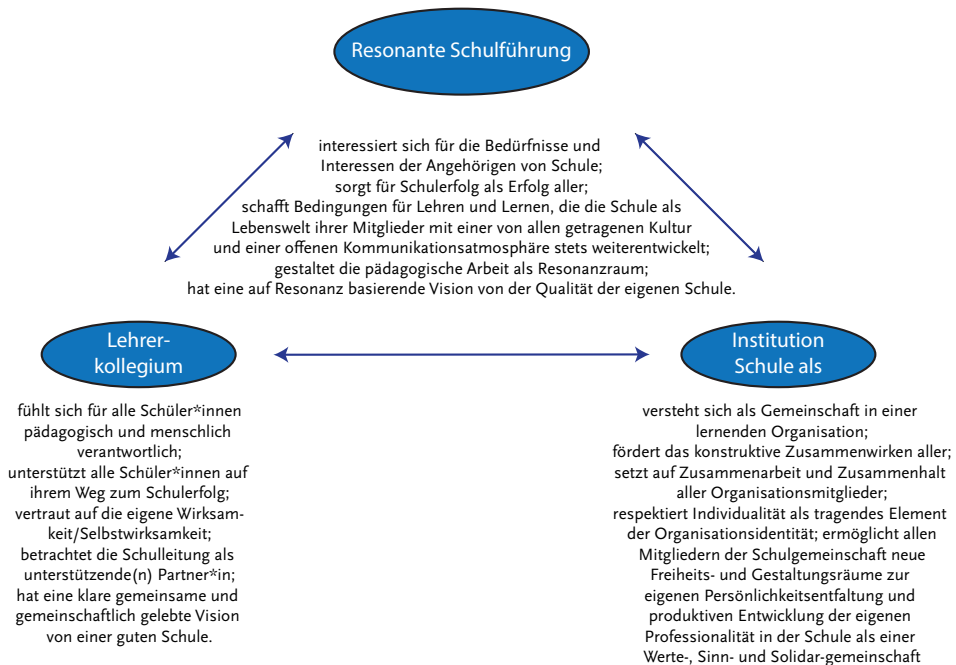 Resonante Schulführung
interessiert sich für die Bedürfnisse und
Interessen der Angehörigen von Schule;
sorgt für Schulerfolg als Erfolg aller;
schafft Bedingungen für Lehren und Lernen, die die Schule als
Lebenswelt ihrer Mitglieder mit einer von allen getragenen Kultur
und einer offenen Kommunikationsatmosphäre stets weiterentwickelt;
gestaltet die pädagogische Arbeit als Resonanzraum;
hat eine auf Resonanz basierende Vision von der Qualität der eigenen Schule.
Lehrer-
kollegium
fühlt sich für alle Schüler*innen
pädagogisch und menschlich
verantwortlich;
unterstützt alle Schüler*innen auf
ihrem Weg zum Schulerfolg;
vertraut auf die eigene Wirksam-
keit/Selbstwirksamkeit;
betrachtet die Schulleitung als
unterstützende(n) Partner*in;
hat eine klare gemeinsame und
gemeinschaftlich gelebte Vision
von einer guten Schule.
Institution
Schule als
versteht sich als Gemeinschaft in einer
lernenden Organisation;
fördert das konstruktive Zusammenwirken aller;
setzt auf Zusammenarbeit und Zusammenhalt
aller Organisationsmitglieder;
respektiert Individualität als tragendes Element
der Organisationsidentität; ermöglicht allen
Mitgliedern der Schulgemeinschaft neue
Freiheits- und Gestaltungsräume zur
eigenen Persönlichkeitsentfaltung und
produktiven Entwicklung der eigenen
Professionalität in der Schule als einer
Werte-, Sinn- und Solidar-gemeinschaft